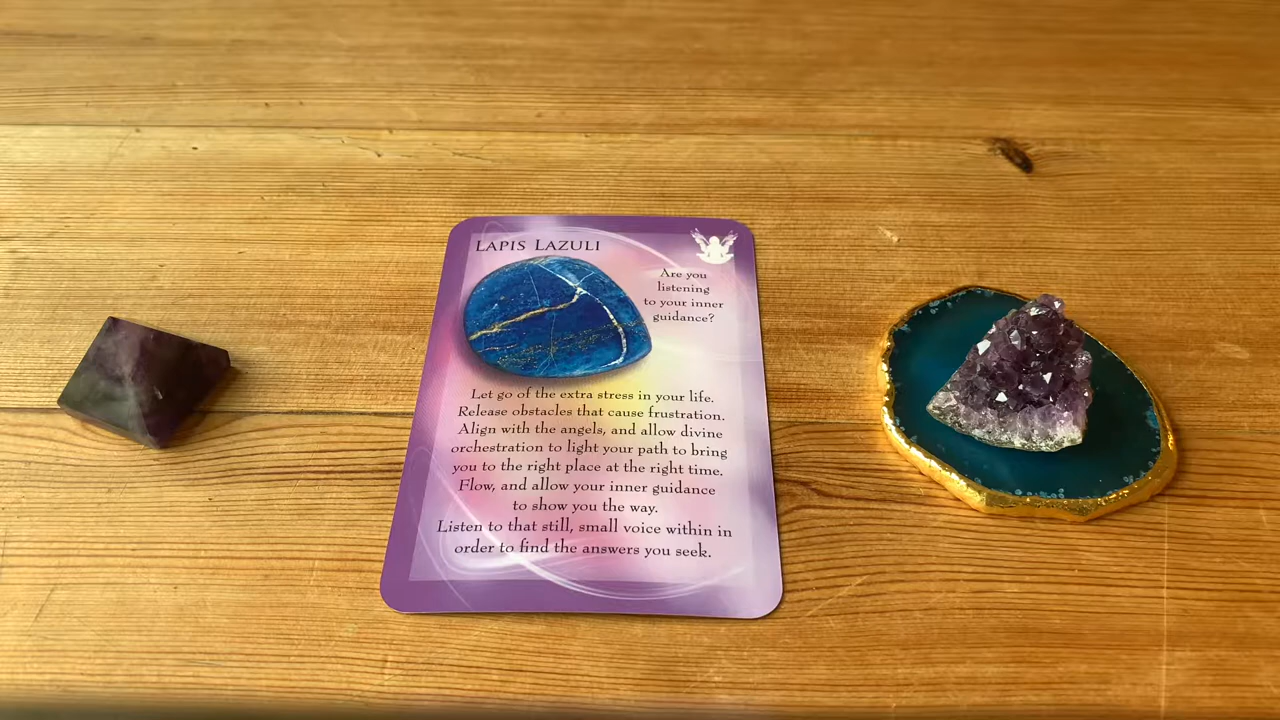 LAPIS LAZULI
Are you
listening
to your inner
guidance?
Let go of the extra stress in your life.
Release obstacles that cause frustration.
Align with the angels, and allow divine
orchestration to light your path to bring
you to the right place at the right time.
Flow, and allow your inner guidance
to show you the way.
Listen to that still, small voice within in
order to find the answers you seek.